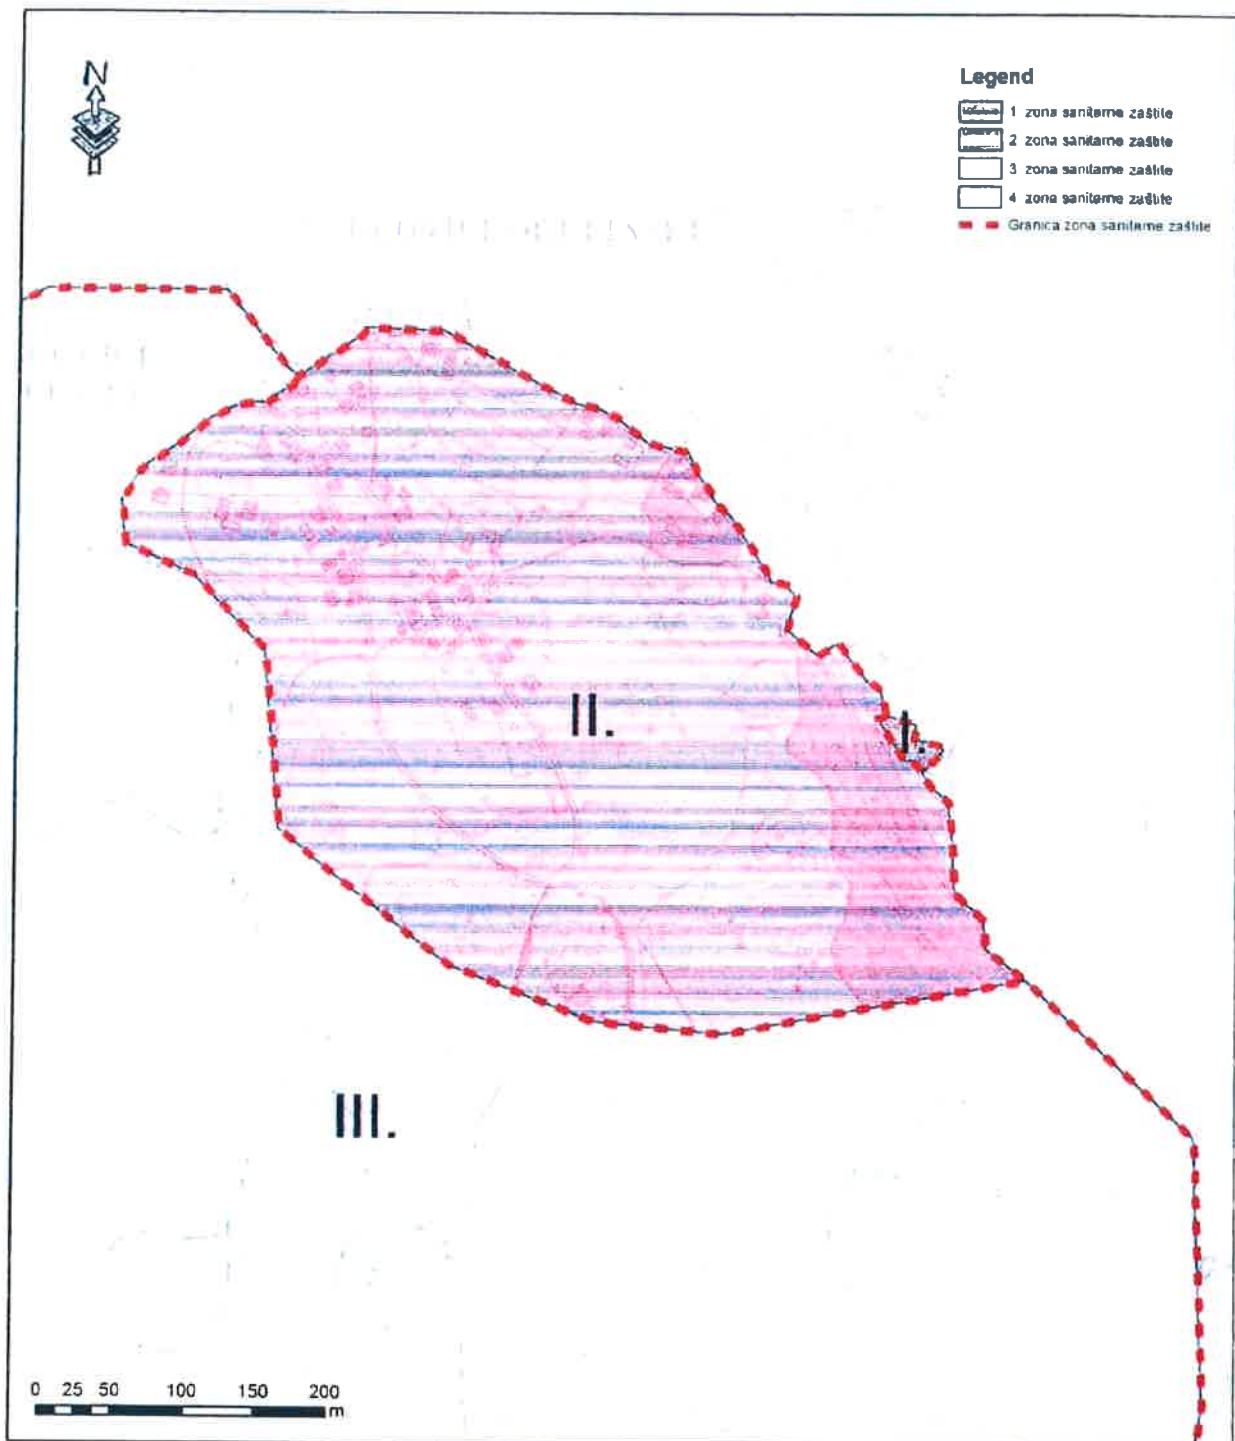 N
Legend
1 zona sanitarne zaštite
2 zona sanitarne zaštite
3 zona sanitarne zaštite
4 zona sanitarne zaštite
Granica zona sanitarne zaštite
II.
I.
III.
0 25 50 100 150 200
m